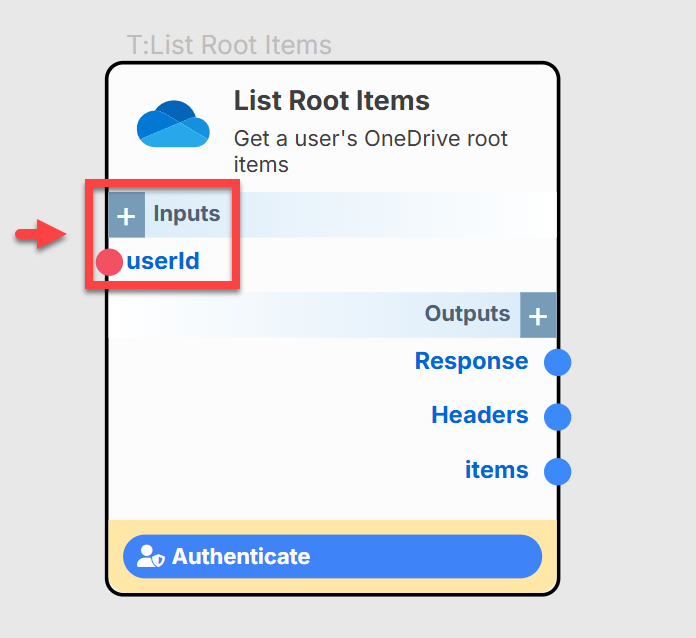 T:List Root Items
List Root Items
Get a user's OneDrive root
items
+ Inputs
userId
Outputs +
Response
Headers
items
Authenticate